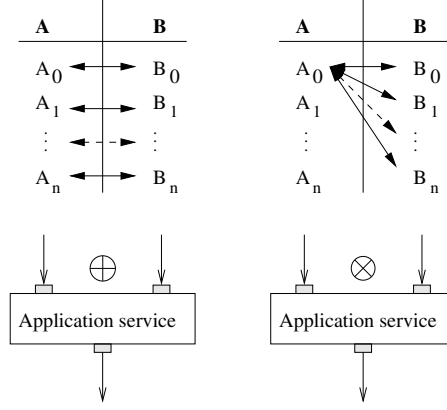 A B A B
A0 B0 A0 B0
A1 B1 A1 B1
⋮ ⋮ ⋮ ⋮
An Bn An Bn
Application service Application service